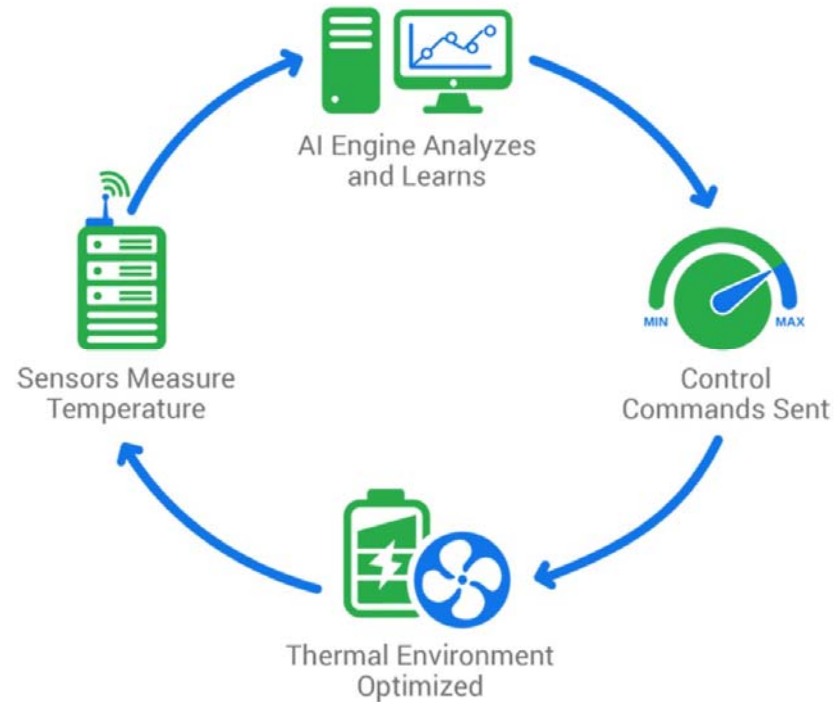 AI Engine Analyzes
and Learns
MIN
MAX
Sensors Measure
Temperature
Control
Commands Sent
Thermal Environment
Optimized